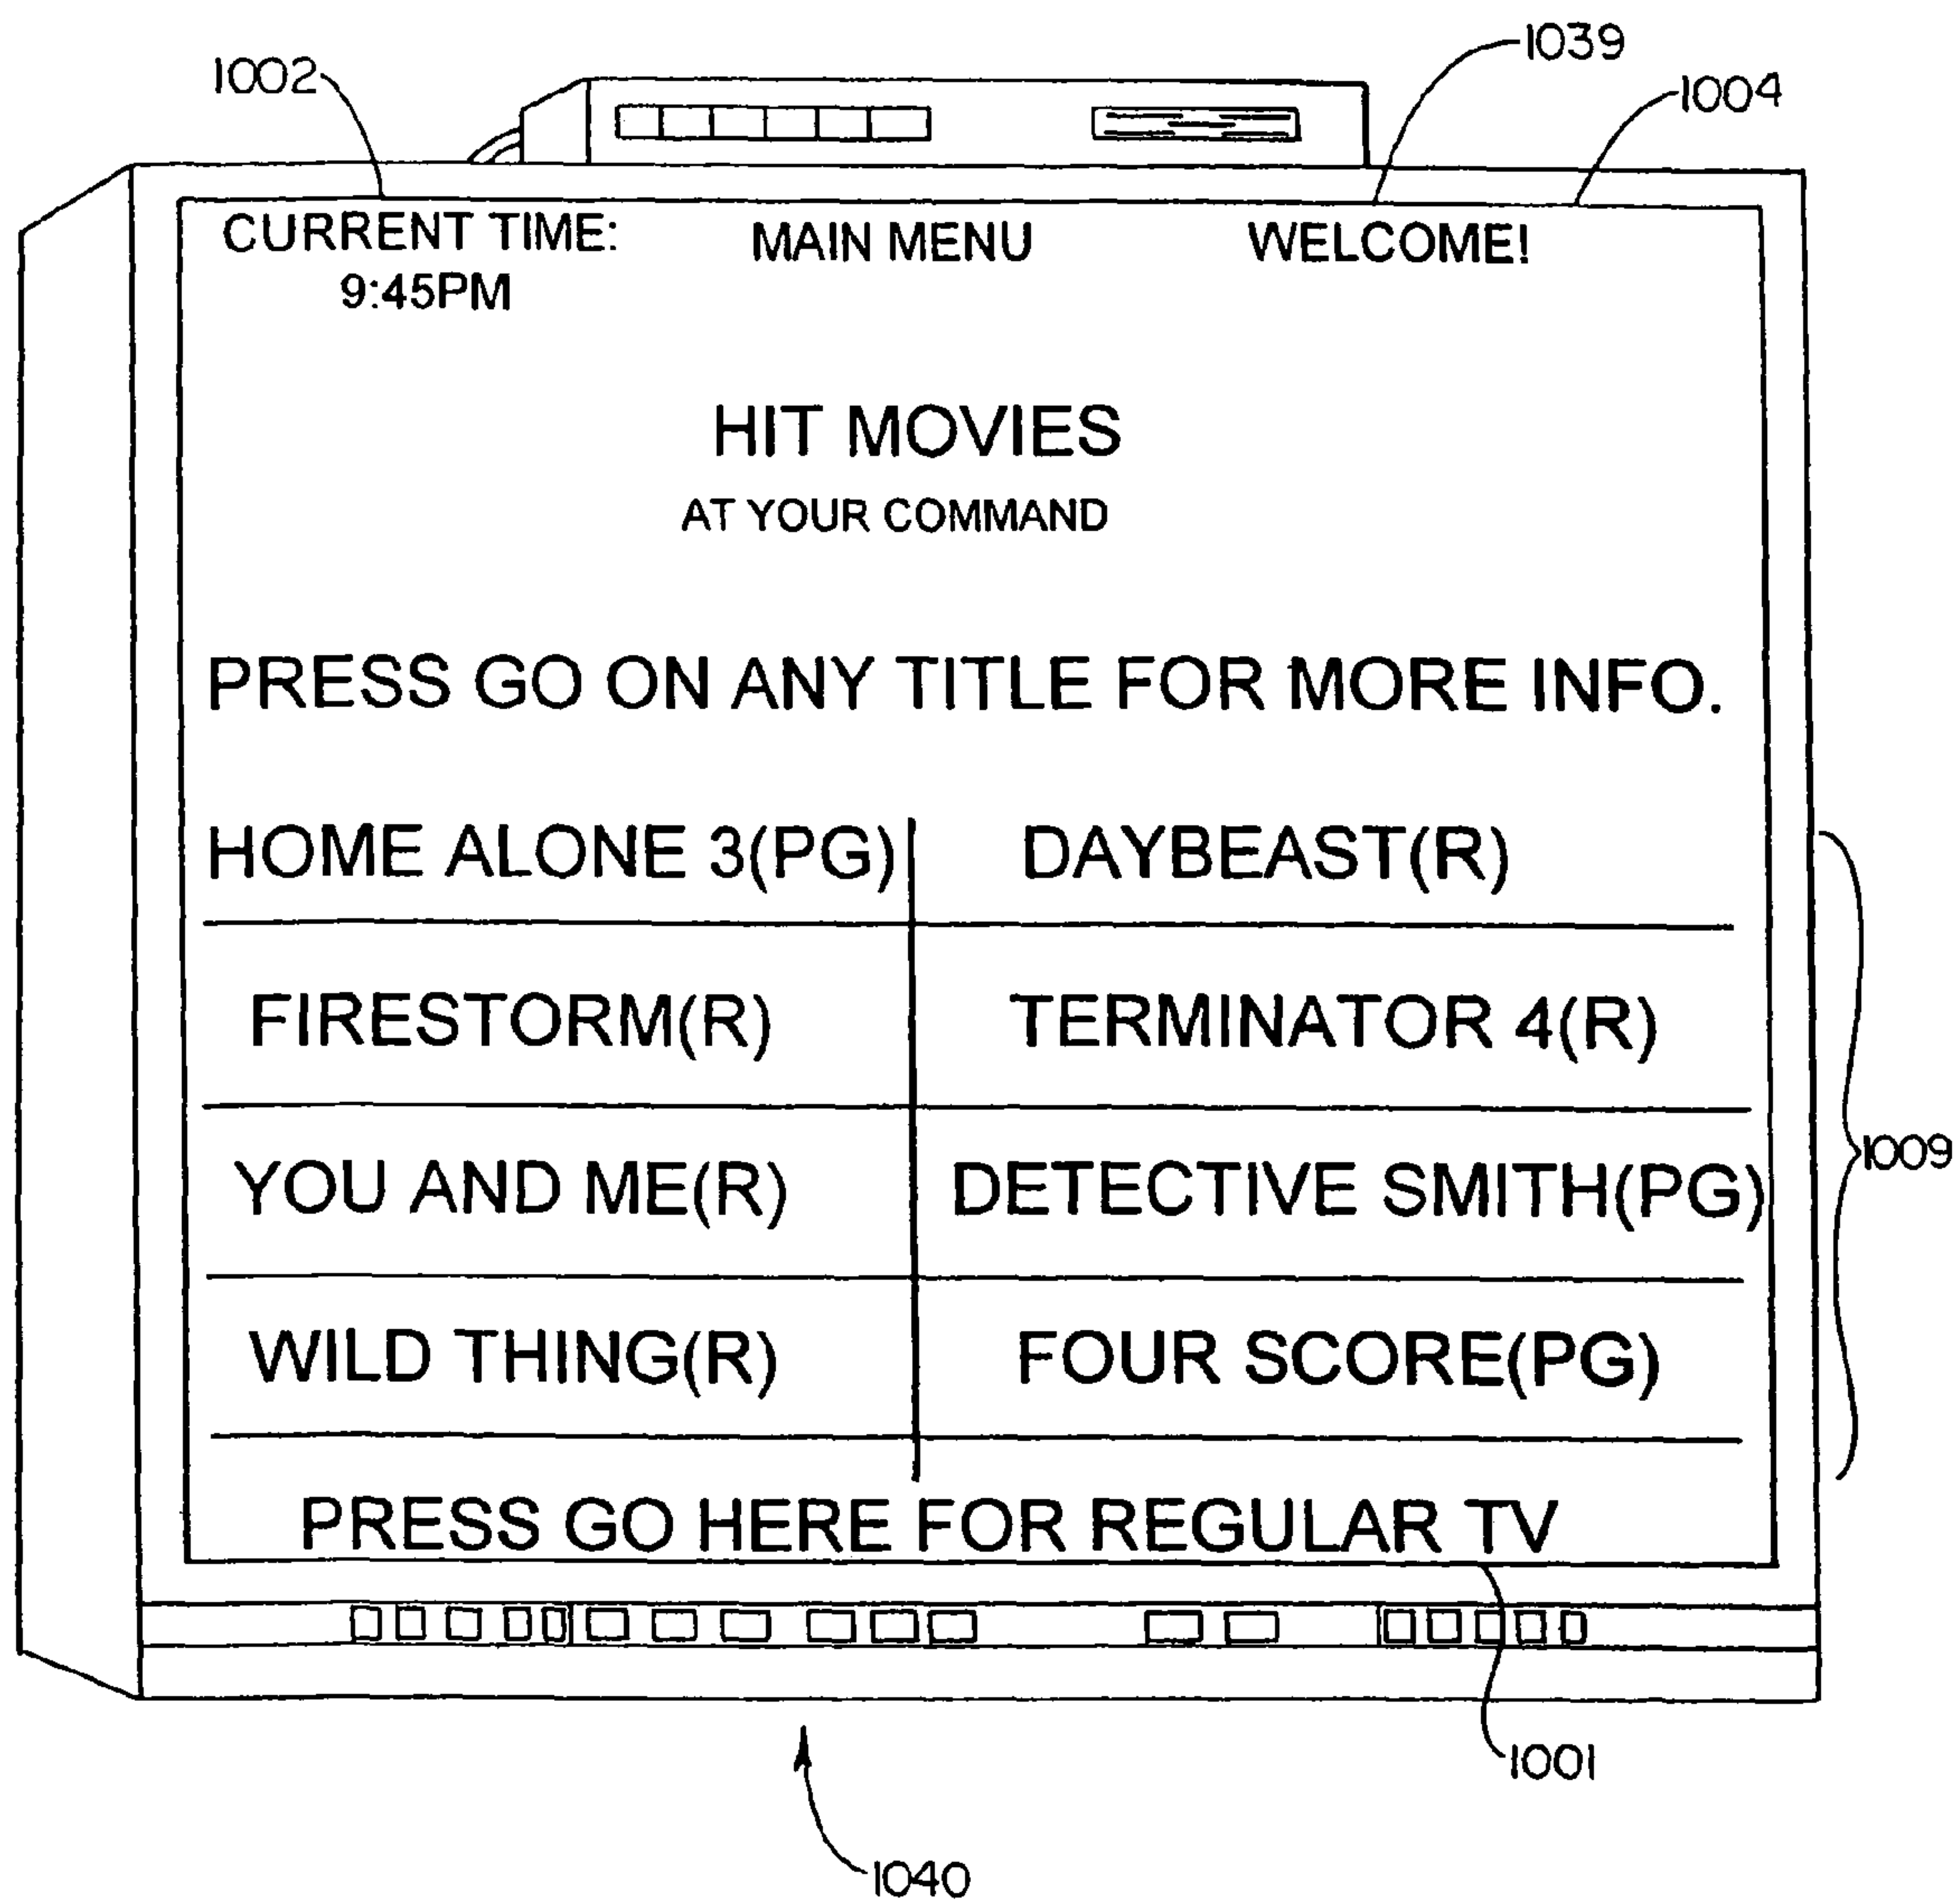 1039
1002
1004
CURRENT TIME: MAIN MENU WELCOME!
9:45PM
HIT MOVIES
AT YOUR COMMAND
PRESS GO ON ANY TITLE FOR MORE INFO.
HOME ALONE 3(PG) DAYBEAST(R)
FIRESTORM(R) TERMINATOR 4(R)
YOU AND ME(R) DETECTIVE SMITH(PG)
1009
WILD THING(R) FOUR SCORE(PG)
PRESS GO HERE FOR REGULAR TV
1001
1040